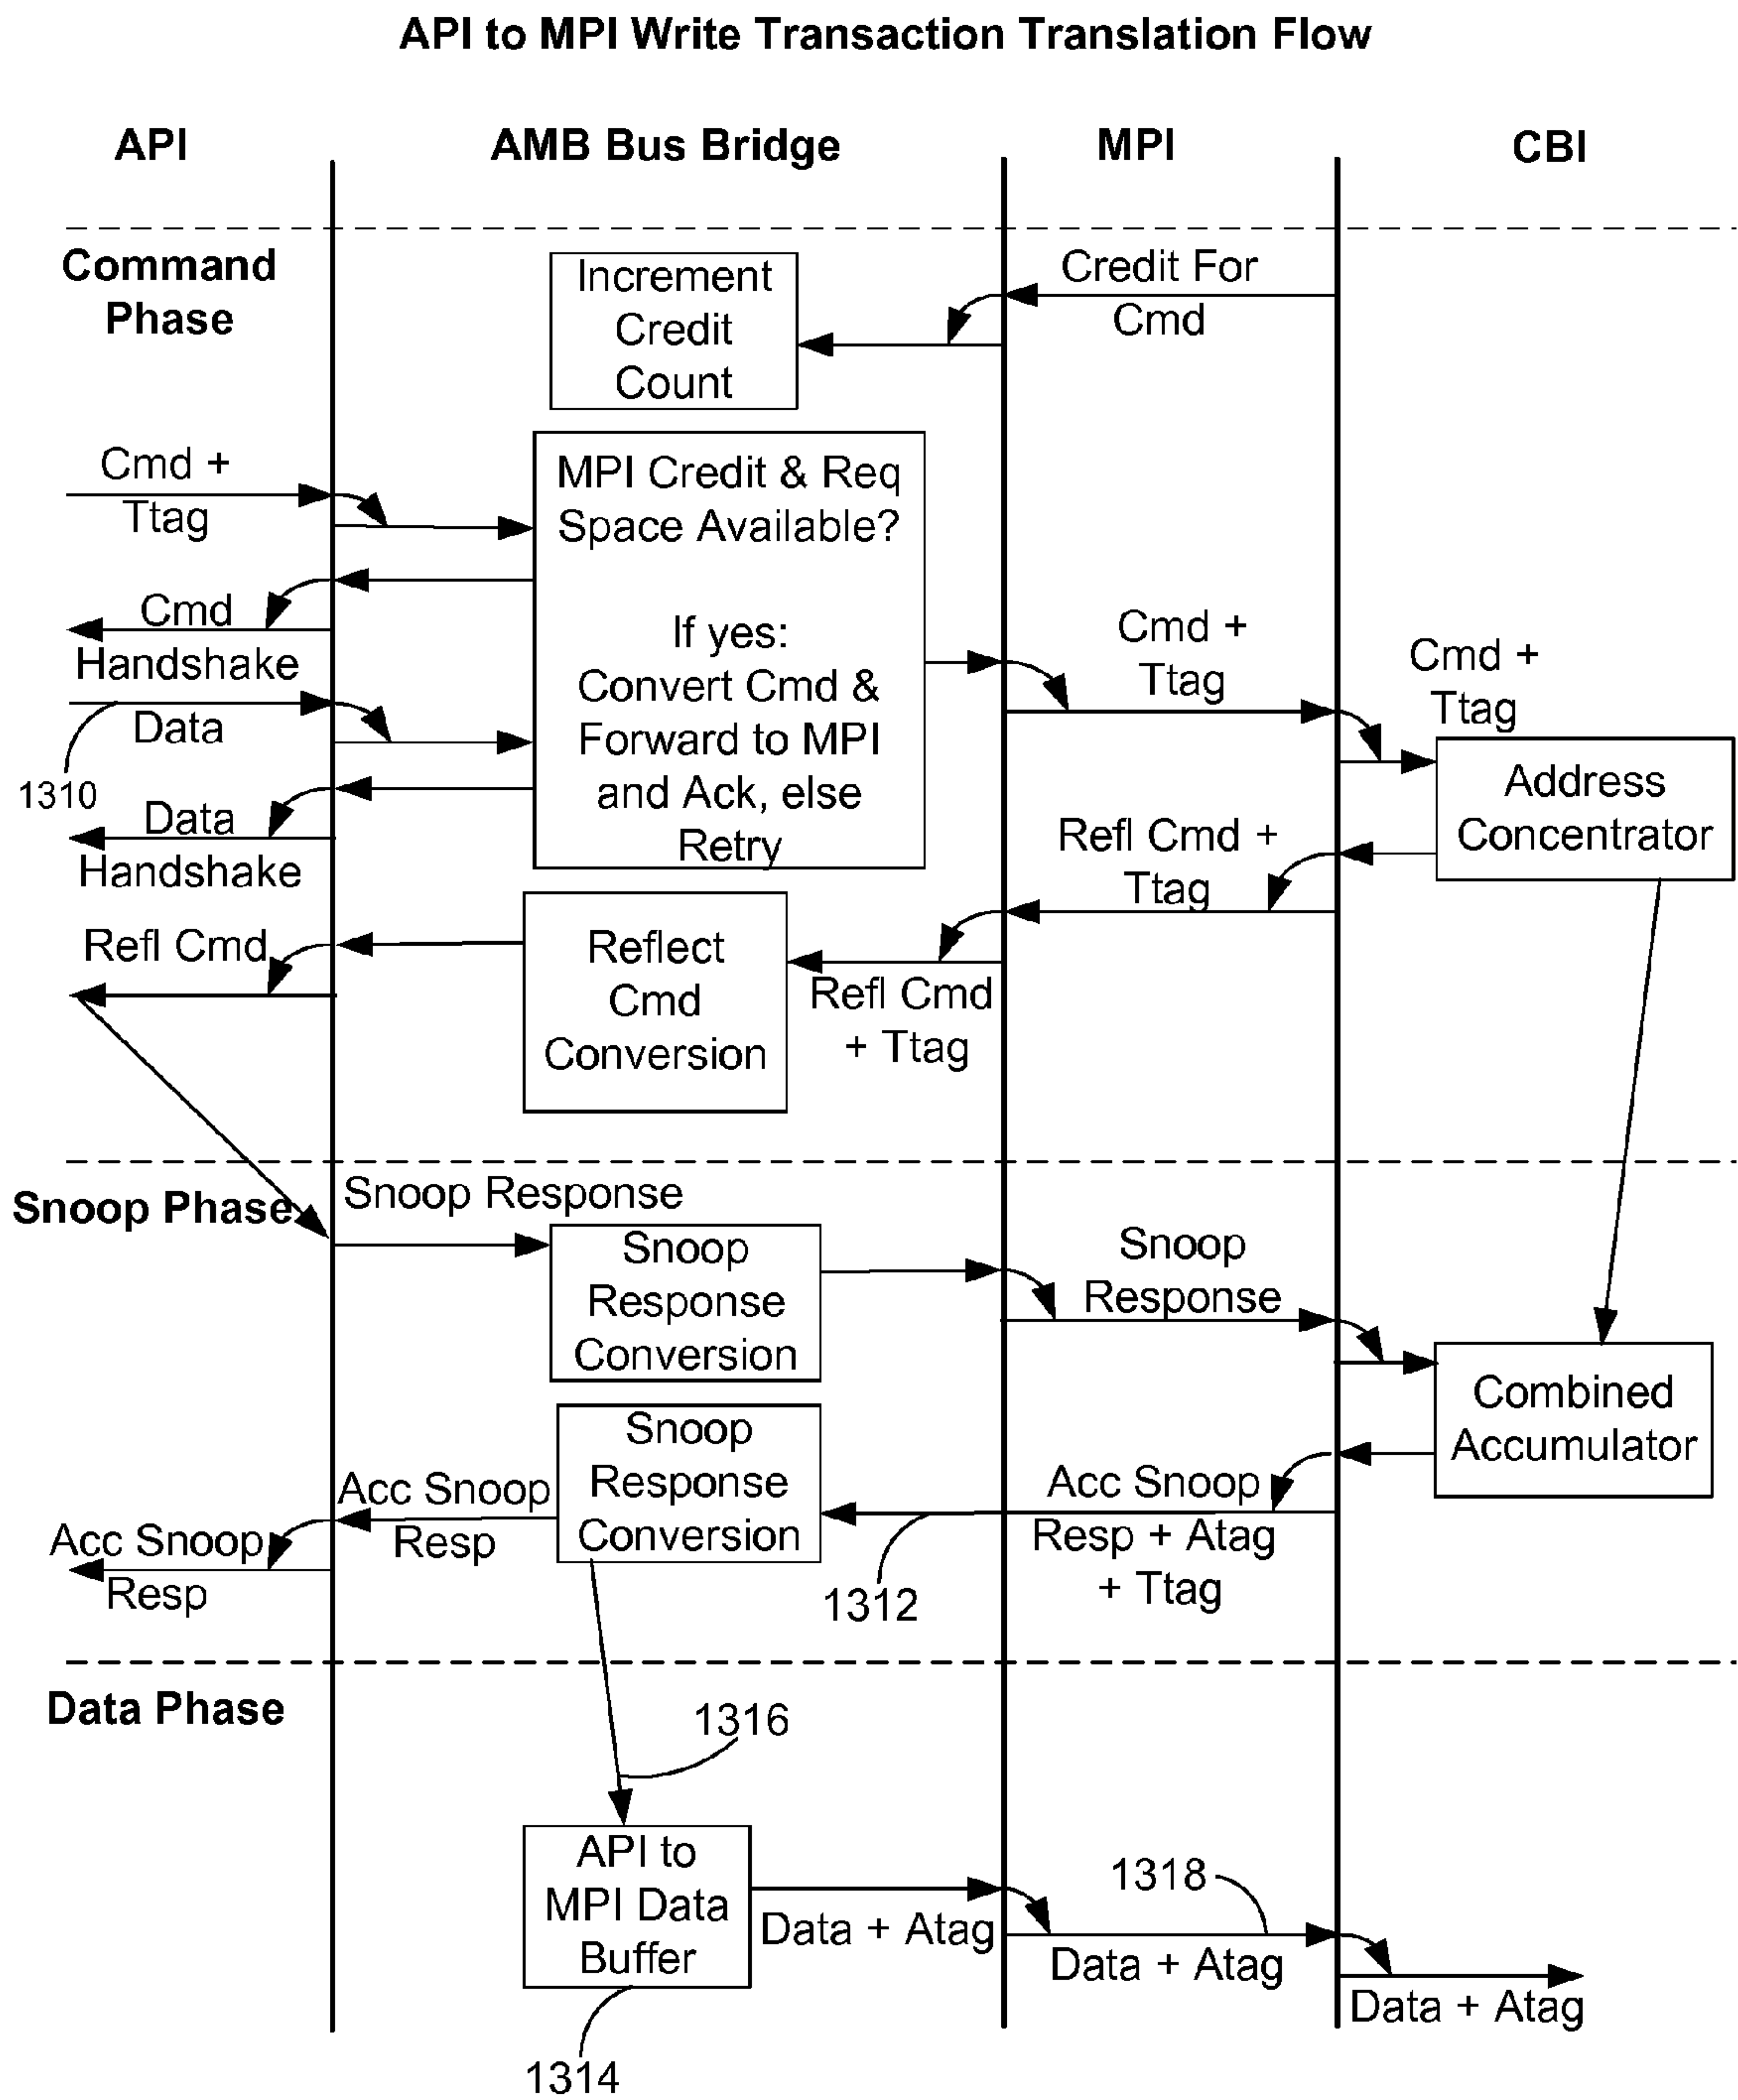 API to MPI Write Transaction Translation Flow
API
AMB Bus Bridge
MPI
CBI
Command
Phase
Increment
Credit
Count
Credit For
Cmd
Cmd +
Ttag
MPI Credit & Req
Space Available?
If yes:
Convert Cmd &
Forward to MPI
and Ack, else
Retry
Cmd
Handshake
Data
1310
Data
Handshake
Cmd +
Ttag
Cmd +
Ttag
Address
Concentrator
Refl Cmd +
Ttag
Refl Cmd
Reflect
Cmd
Conversion
Refl Cmd
+ Ttag
Snoop Phase
Snoop Response
Snoop
Response
Conversion
Snoop
Response
Combined
Accumulator
Snoop
Response
Conversion
Acc Snoop
Resp
Acc Snoop
Resp
Acc Snoop
Resp + Atag
+ Ttag
1312
Data Phase
1316
API to
MPI Data
Buffer
Data + Atag
1318
Data + Atag
Data + Atag
1314